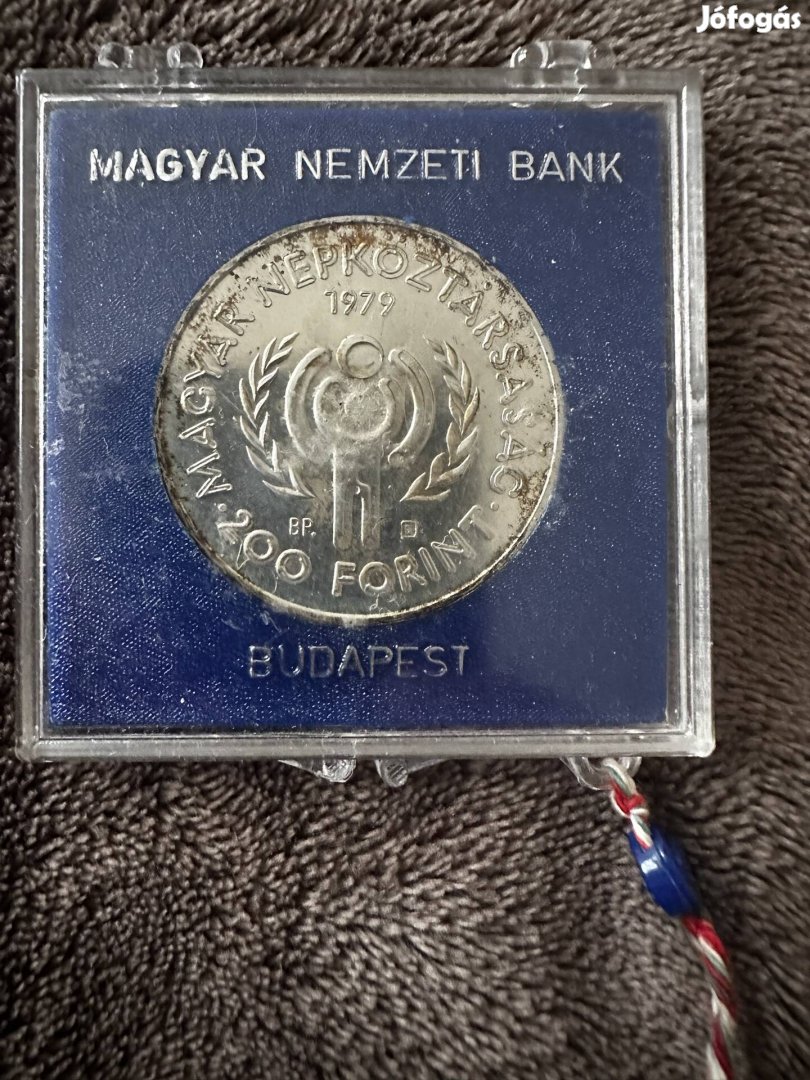 Jófogás
MAGYAR NEMZETI BANK
·MAGYAR NÉPKÖZTÁRSASÁG·
1979
BP.
200 FORINT
BUDAPEST